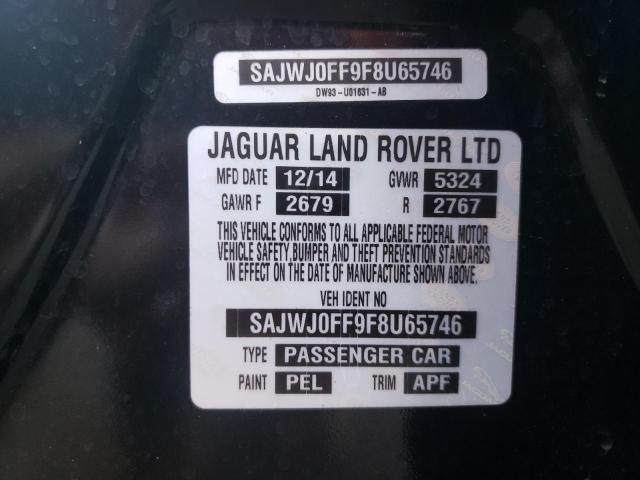 SAJWJ0FF9F8U65746
DW93-U01631-AB
JAGUAR LAND ROVER LTD
MFD DATE 12/14 GVWR 5324
GAWR F 2679 R 2767
THIS VEHICLE CONFORMS TO ALL APPLICABLE FEDERAL MOTOR
VEHICLE SAFETY,BUMPER AND THEFT PREVENTION STANDARDS
IN EFFECT ON THE DATE OF MANUFACTURE SHOWN ABOVE.
VEH IDENT NO
SAJWJ0FF9F8U65746
TYPE PASSENGER CAR
PAINT PEL TRIM APF